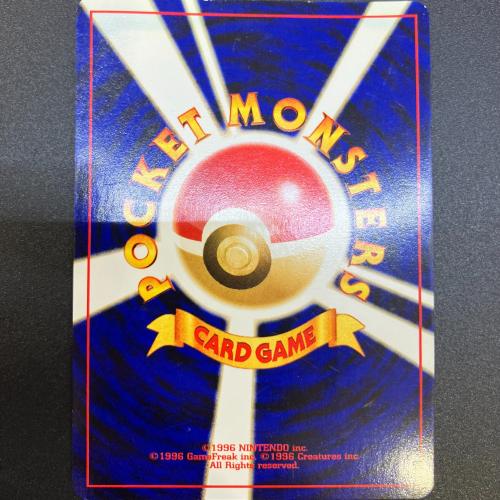 POCKET MONSTERS
CARD GAME
©1996 NINTENDO inc.
©1996 GameFreak inc. ©1996 Creatures inc
All Rights reserved.